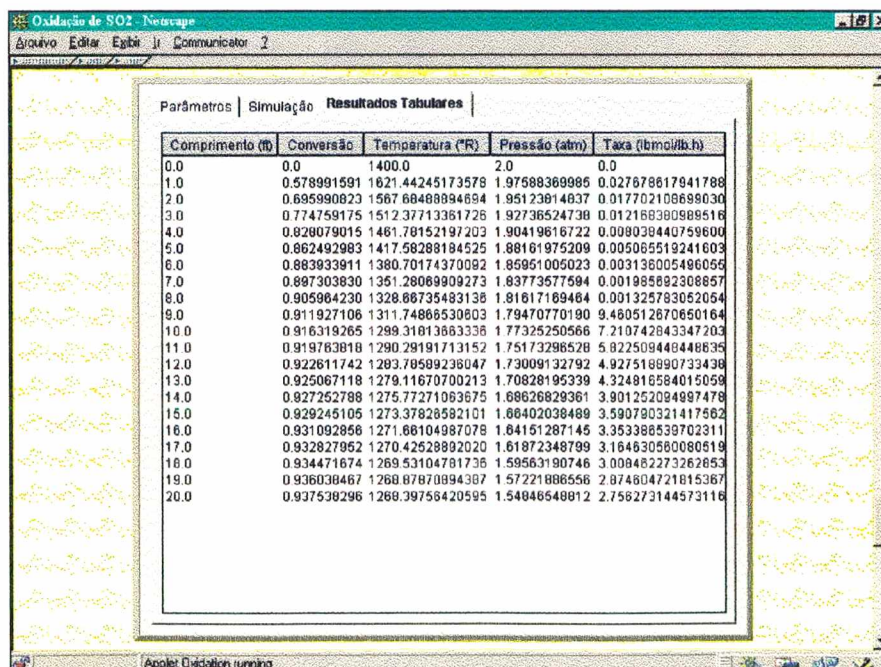 Oxidação de SO2 - Netscape
Arquivo Editar Exibir Ir Communicator ?
Parâmetros Simulação Resultados Tabulares
Comprimento (ft) Conversão Temperatura (°R) Pressão (atm) Taxa (lbmol/lb.h)
0.0 0.0 1400.0 2.0 0.0
1.0 0.578991591 1621.44245173578 1.97588369985 0.027678617941788
2.0 0.695990823 1567.68488894694 1.95123814837 0.017702108699030
3.0 0.774759175 1512.37713361726 1.92736524738 0.012168380989516
4.0 0.828079015 1461.78152197203 1.90419616722 0.008038440759600
5.0 0.862492983 1417.58288184525 1.88161975209 0.005065519241603
6.0 0.883933911 1380.70174370092 1.85951005023 0.003136005496055
7.0 0.897303830 1351.28069909273 1.83773577594 0.001985692308857
8.0 0.905964230 1328.66735483136 1.81617169464 0.001325783052054
9.0 0.911927106 1311.74866530603 1.79470770190 9.460512670650164
10.0 0.916319265 1299.31813663336 1.77325250566 7.210742843347203
11.0 0.919763818 1290.29191713152 1.75173296528 5.822509448448635
12.0 0.922611742 1283.78589236047 1.73009132792 4.927518890733438
13.0 0.925067118 1279.11670700213 1.70828195339 4.324816584015059
14.0 0.927252788 1275.77271063675 1.68626829361 3.901252094997478
15.0 0.929245105 1273.37826582101 1.66402038489 3.590790321417562
16.0 0.931092856 1271.66104987078 1.64151287145 3.353386539702311
17.0 0.932827952 1270.42528892020 1.61872348799 3.164630560080519
18.0 0.934471674 1269.53104781736 1.59563190746 3.008462273262853
19.0 0.936038467 1268.87870894387 1.57221886556 2.874604721815367
20.0 0.937538296 1268.39756420595 1.54846548812 2.756273144573116
Applet Oxidation running